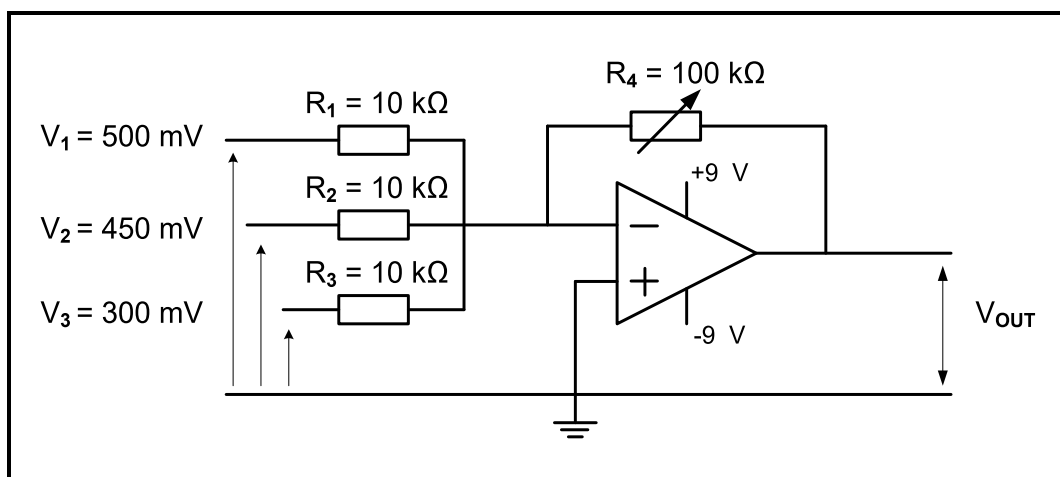 R₄ = 100 kΩ
R₁ = 10 kΩ
V₁ = 500 mV
+9 V
R₂ = 10 kΩ
V₂ = 450 mV
−
R₃ = 10 kΩ
+
V₃ = 300 mV
-9 V
V_OUT